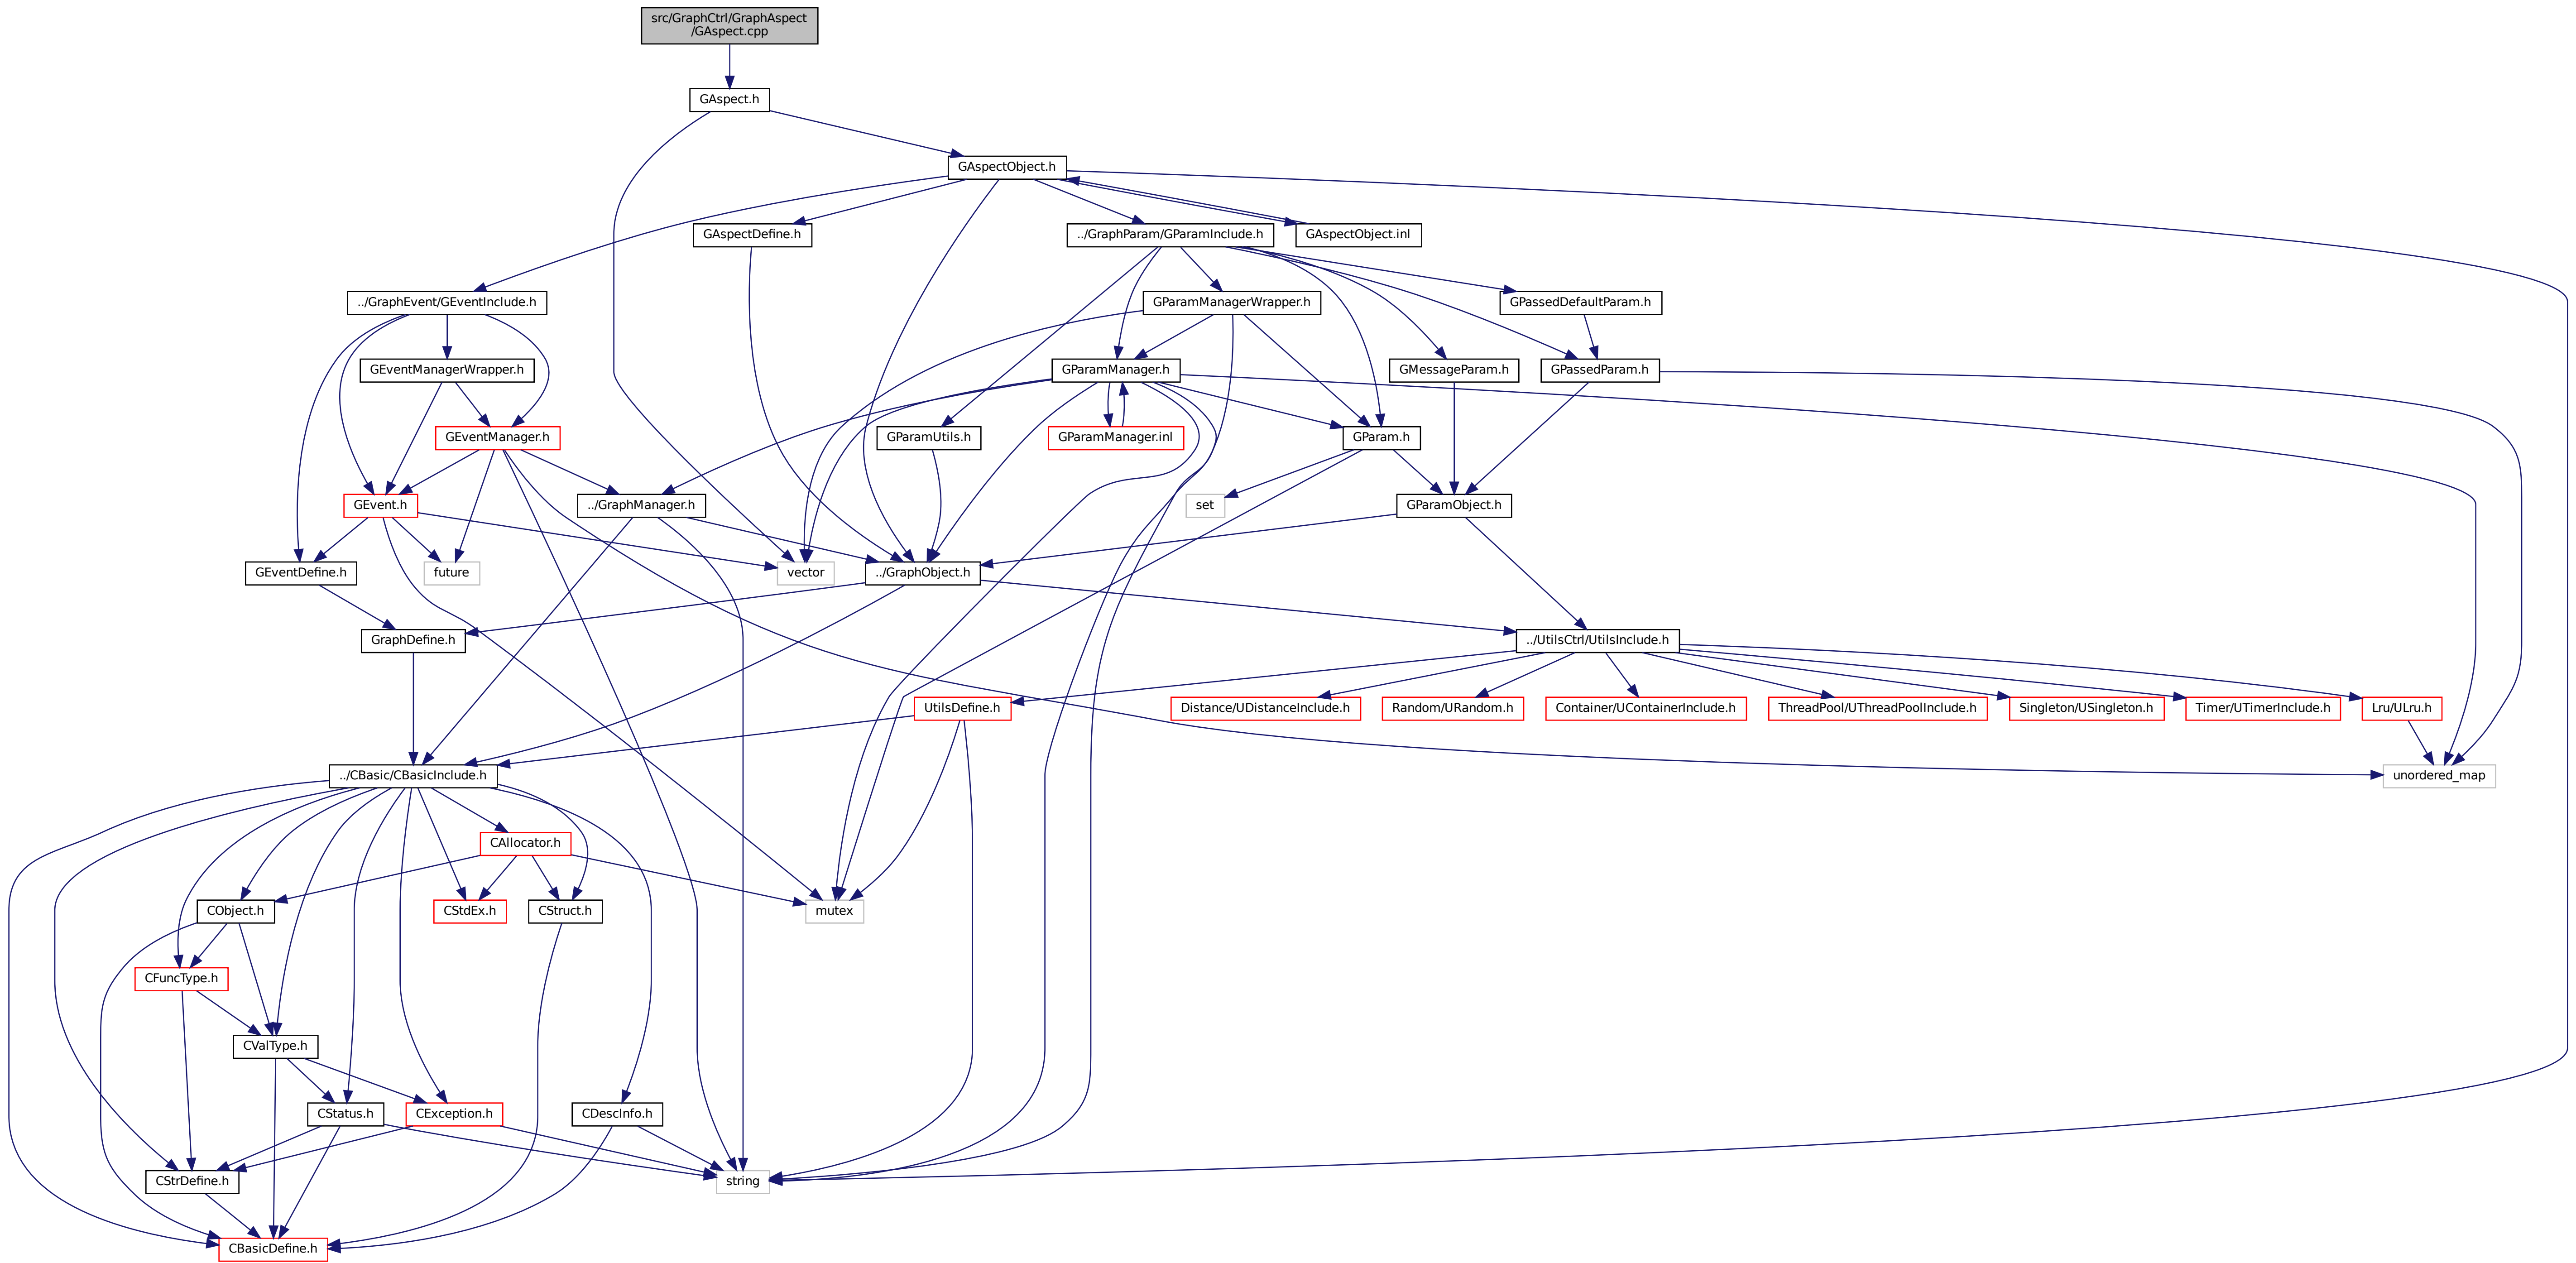 src/GraphCtrl/GraphAspect
/GAspect.cpp
GAspect.h
GAspectObject.h
GAspectDefine.h
../GraphParam/GParamInclude.h
GAspectObject.inl
../GraphEvent/GEventInclude.h
GParamManagerWrapper.h
GPassedDefaultParam.h
GEventManagerWrapper.h
GParamManager.h
GMessageParam.h
GPassedParam.h
GEventManager.h
GParamUtils.h
GParamManager.inl
GParam.h
GEvent.h
../GraphManager.h
set
GParamObject.h
GEventDefine.h
future
vector
../GraphObject.h
GraphDefine.h
../UtilsCtrl/UtilsInclude.h
UtilsDefine.h
Distance/UDistanceInclude.h
Random/URandom.h
Container/UContainerInclude.h
ThreadPool/UThreadPoolInclude.h
Singleton/USingleton.h
Timer/UTimerInclude.h
Lru/ULru.h
../CBasic/CBasicInclude.h
unordered_map
CAllocator.h
CObject.h
CStdEx.h
CStruct.h
mutex
CFuncType.h
CValType.h
CStatus.h
CException.h
CDescInfo.h
CStrDefine.h
string
CBasicDefine.h